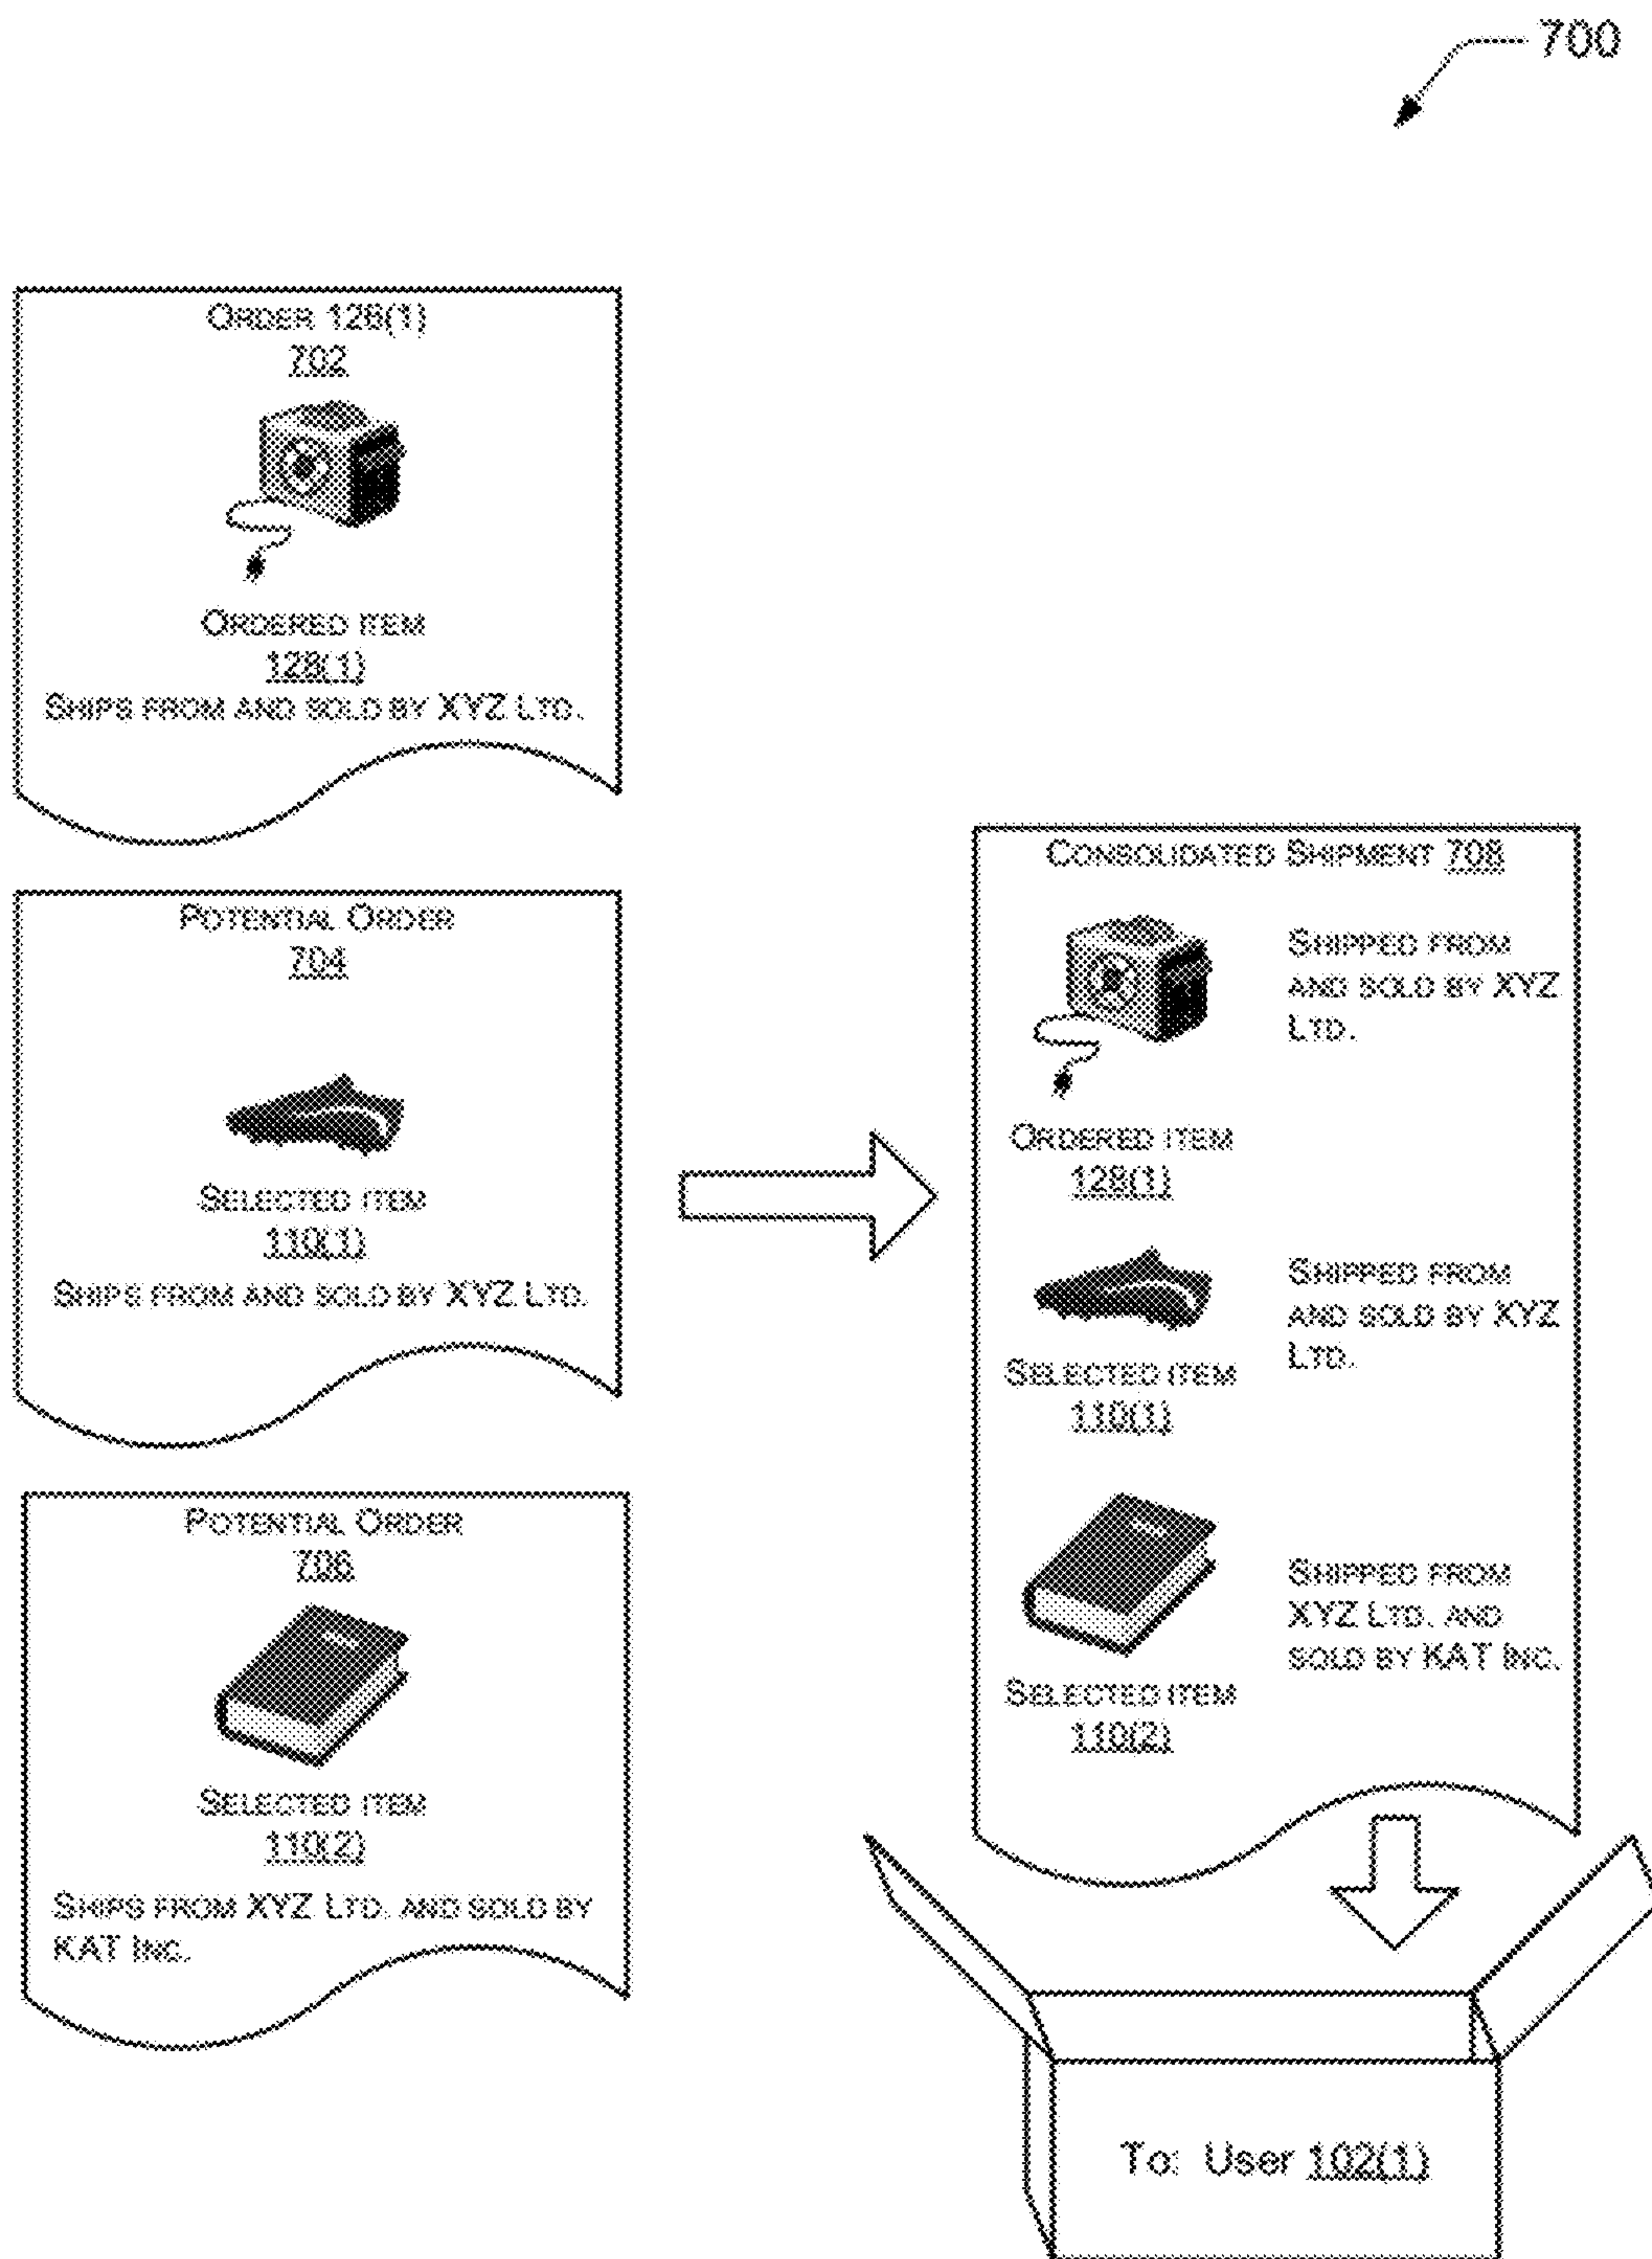 700
ORDER 126(1)
702
ORDERED ITEM
128(1)
SHIPS FROM AND SOLD BY XYZ LTD.
POTENTIAL ORDER
704
SELECTED ITEM
110(1)
SHIPS FROM AND SOLD BY XYZ LTD.
POTENTIAL ORDER
706
SELECTED ITEM
110(2)
SHIPS FROM XYZ LTD. AND SOLD BY
KAT INC.
CONSOLIDATED SHIPMENT 708
SHIPPED FROM
AND SOLD BY XYZ
LTD.
ORDERED ITEM
128(1)
SHIPPED FROM
AND SOLD BY XYZ
LTD.
SELECTED ITEM
110(1)
SHIPPED FROM
XYZ LTD. AND
SOLD BY KAT INC.
SELECTED ITEM
110(2)
To: User 102(1)